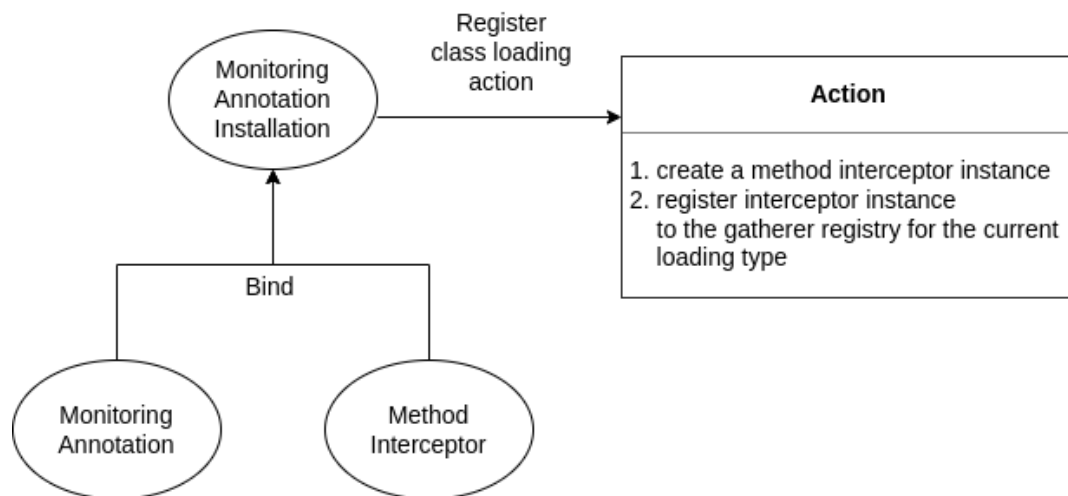 Register
class loading
action
Monitoring
Annotation
Installation
Action
1. create a method interceptor instance
2. register interceptor instance
to the gatherer registry for the current
loading type
Bind
Monitoring
Annotation
Method
Interceptor